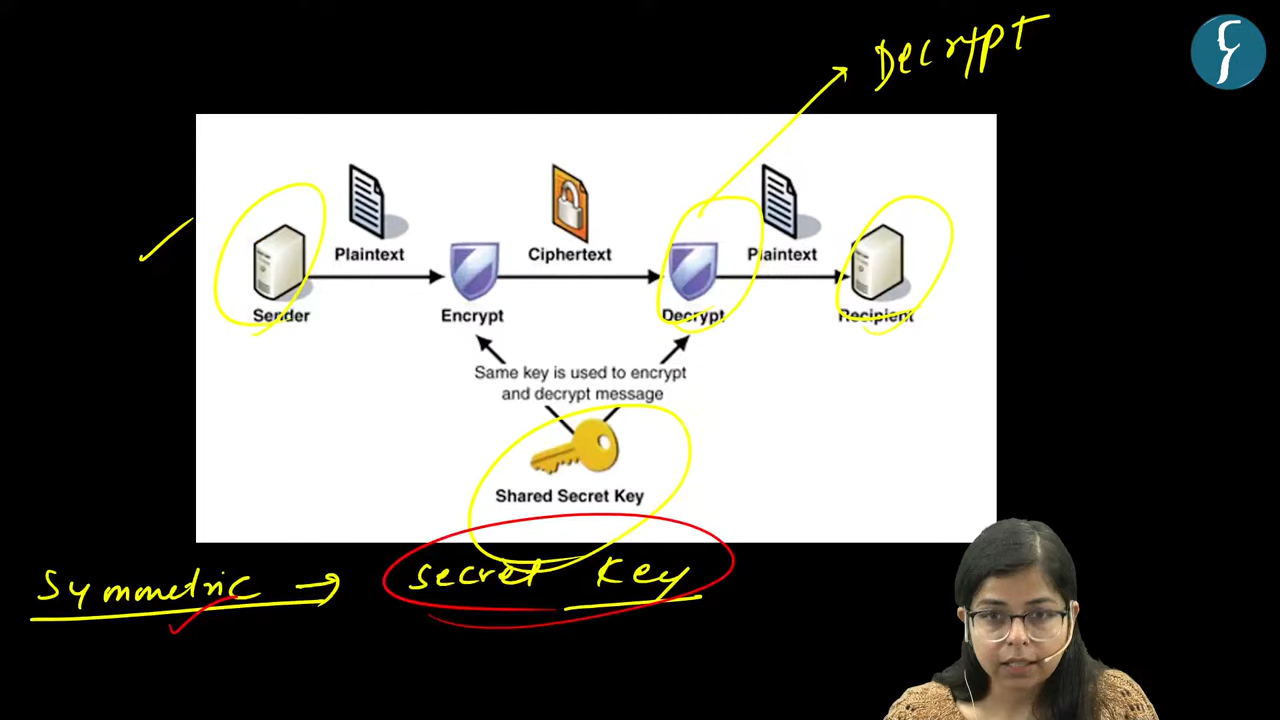 Decrypt
Plaintext
Ciphertext
Plaintext
Sender
Encrypt
Decrypt
Recipient
Same key is used to encrypt
and decrypt message
Shared Secret Key
Symmetric → secret Key